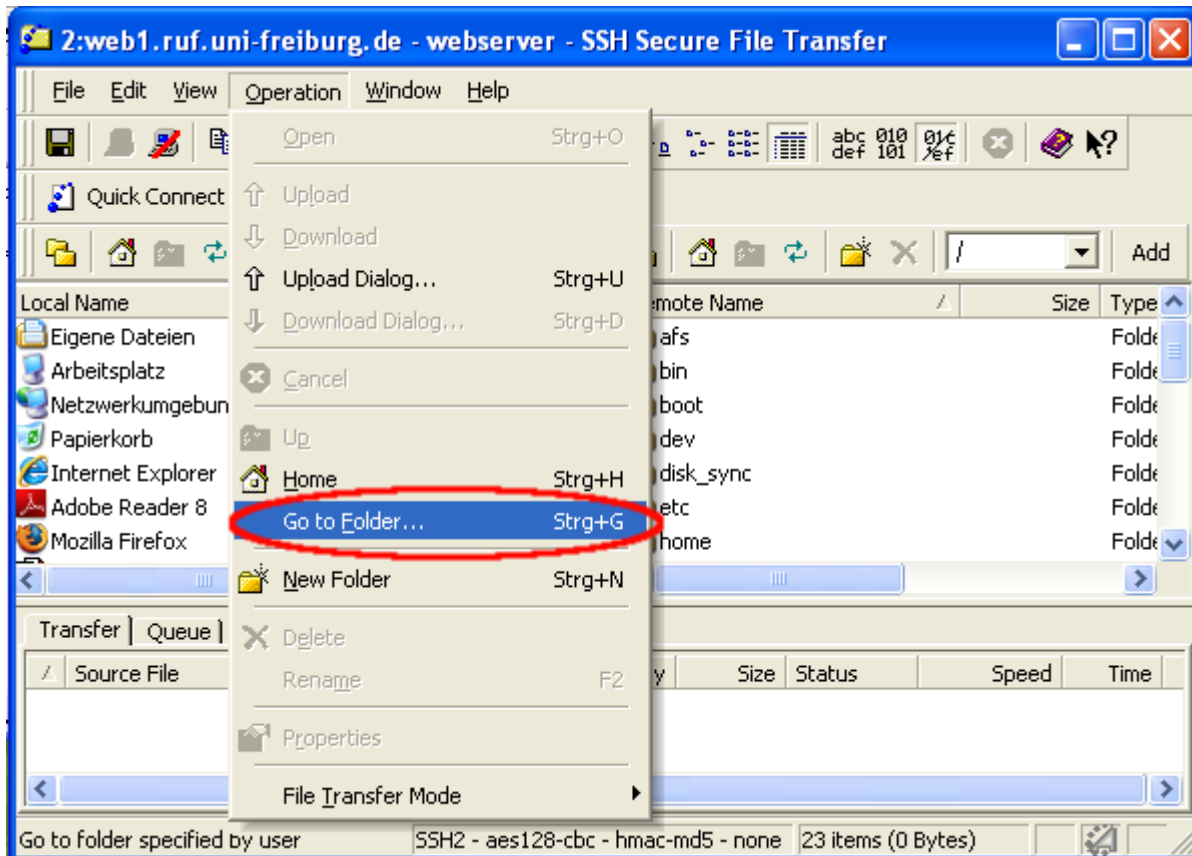 2:web1.ruf.uni-freiburg.de - webserver - SSH Secure File Transfer
File Edit View Operation Window Help
abc def 010 101
Quick Connect
/ Add
Open Strg+O
Upload
Download
Upload Dialog... Strg+U
Download Dialog... Strg+D
Cancel
Up
Home Strg+H
Go to Folder... Strg+G
New Folder Strg+N
Delete
Rename F2
Properties
File Transfer Mode
Local Name
Eigene Dateien
Arbeitsplatz
Netzwerkumgebun
Papierkorb
Internet Explorer
Adobe Reader 8
Mozilla Firefox
mote Name Size Type
afs Folde
bin Folde
boot Folde
dev Folde
disk_sync Folde
etc Folde
home Folde
Transfer Queue
Source File y Size Status Speed Time
Go to folder specified by user SSH2 - aes128-cbc - hmac-md5 - none 23 items (0 Bytes)